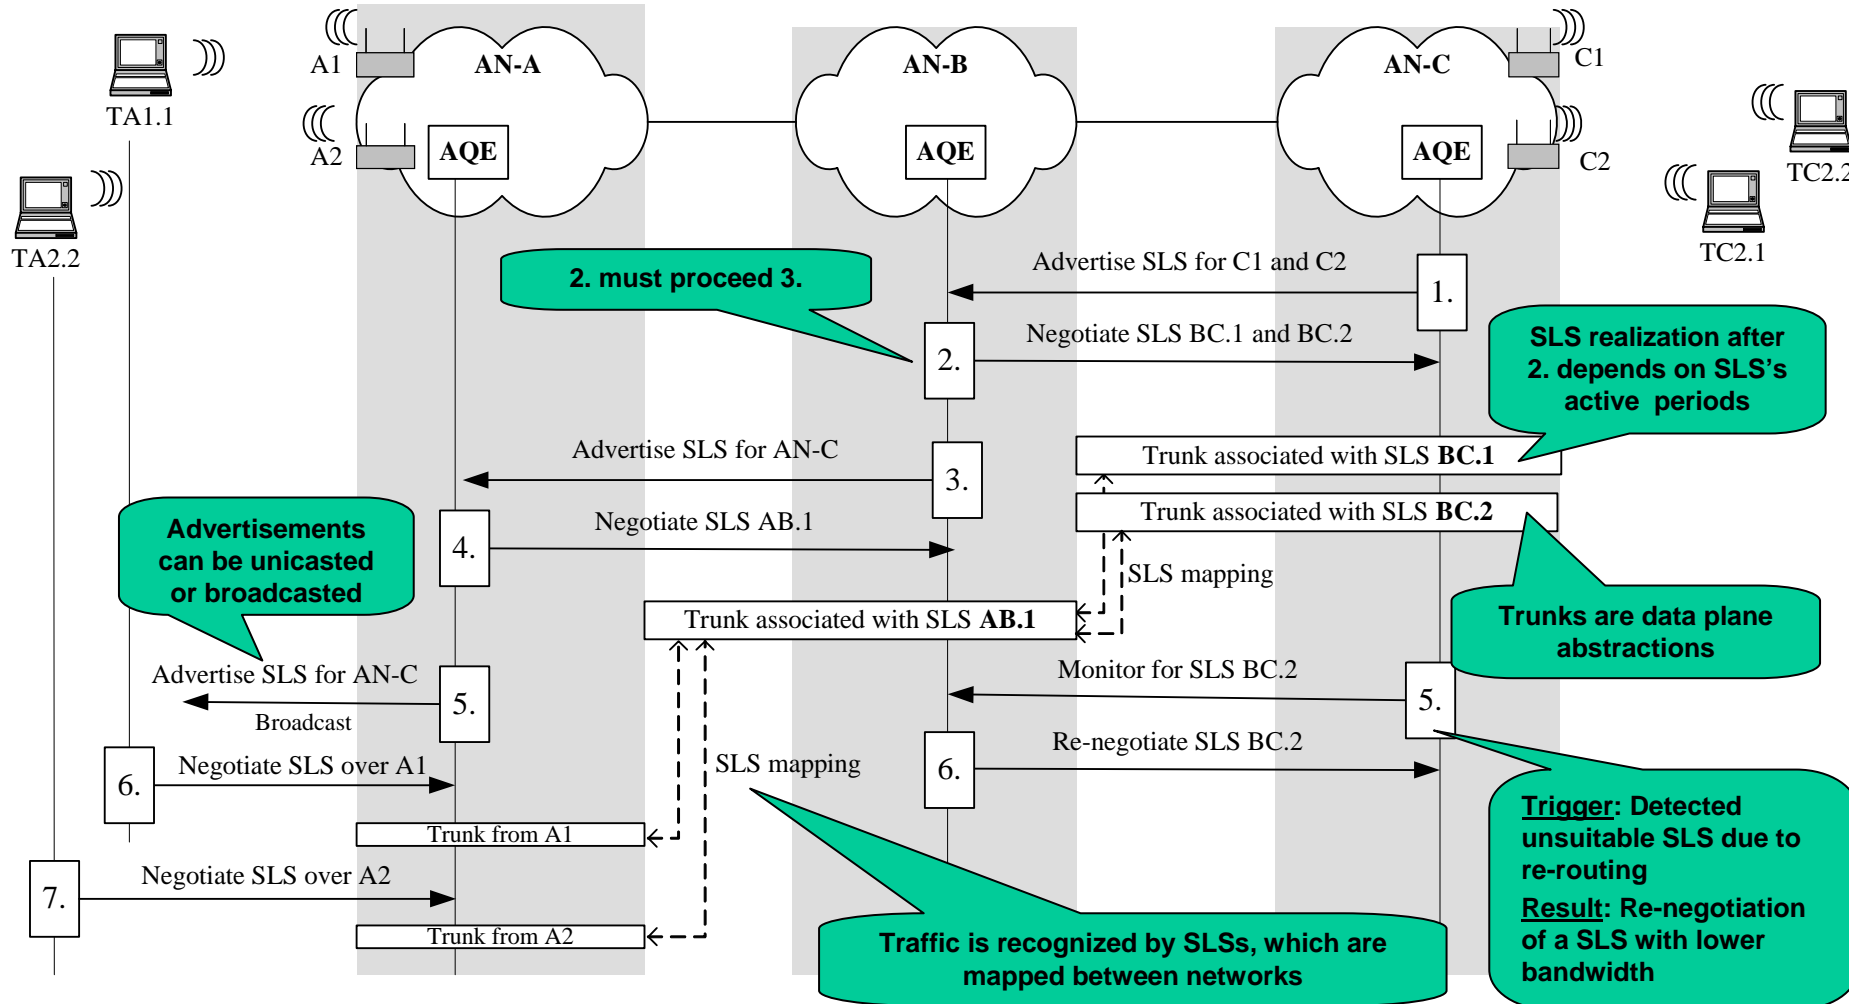 A1
AN-A
AN-B
AN-C
C1
TA1.1
A2
AQE
AQE
AQE
C2
TC2.2
TA2.2
TC2.1
2. must proceed 3.
Advertise SLS for C1 and C2
1.
2.
Negotiate SLS BC.1 and BC.2
SLS realization after
2. depends on SLS's
active periods
Advertise SLS for AN-C
3.
Trunk associated with SLS BC.1
Trunk associated with SLS BC.2
Advertisements
can be unicasted
or broadcasted
4.
Negotiate SLS AB.1
SLS mapping
Trunk associated with SLS AB.1
Trunks are data plane
abstractions
Advertise SLS for AN-C
Broadcast
5.
Monitor for SLS BC.2
5.
6.
Negotiate SLS over A1
SLS mapping
6.
Re-negotiate SLS BC.2
Trunk from A1
Trigger: Detected
unsuitable SLS due to
re-routing
Result: Re-negotiation
of a SLS with lower
bandwidth
7.
Negotiate SLS over A2
Trunk from A2
Traffic is recognized by SLSs, which are
mapped between networks